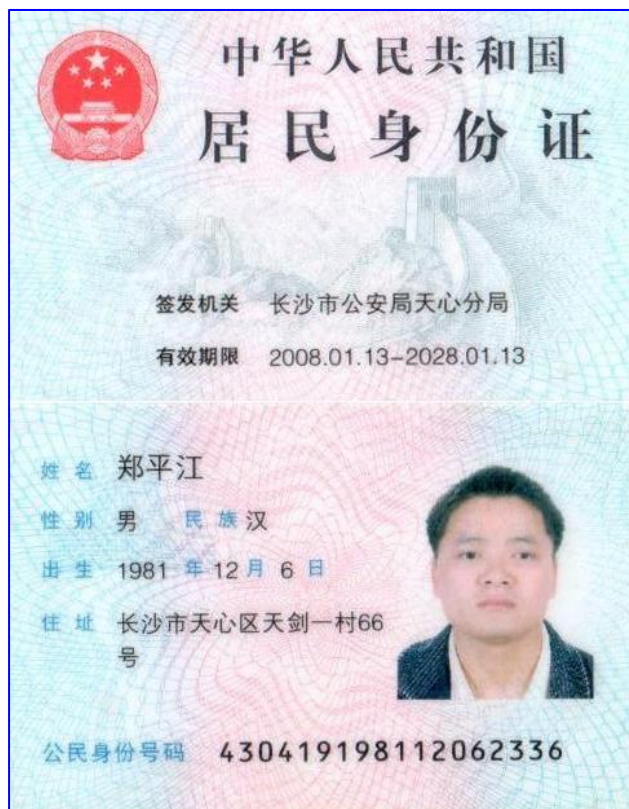 中华人民共和国
居民身份证
签发机关 长沙市公安局天心分局
有效期限 2008.01.13-2028.01.13
姓名 郑平江
性别 男 民族 汉
出生 1981 年 12 月 6 日
住址 长沙市天心区天剑一村66
号
公民身份号码 430419198112062336